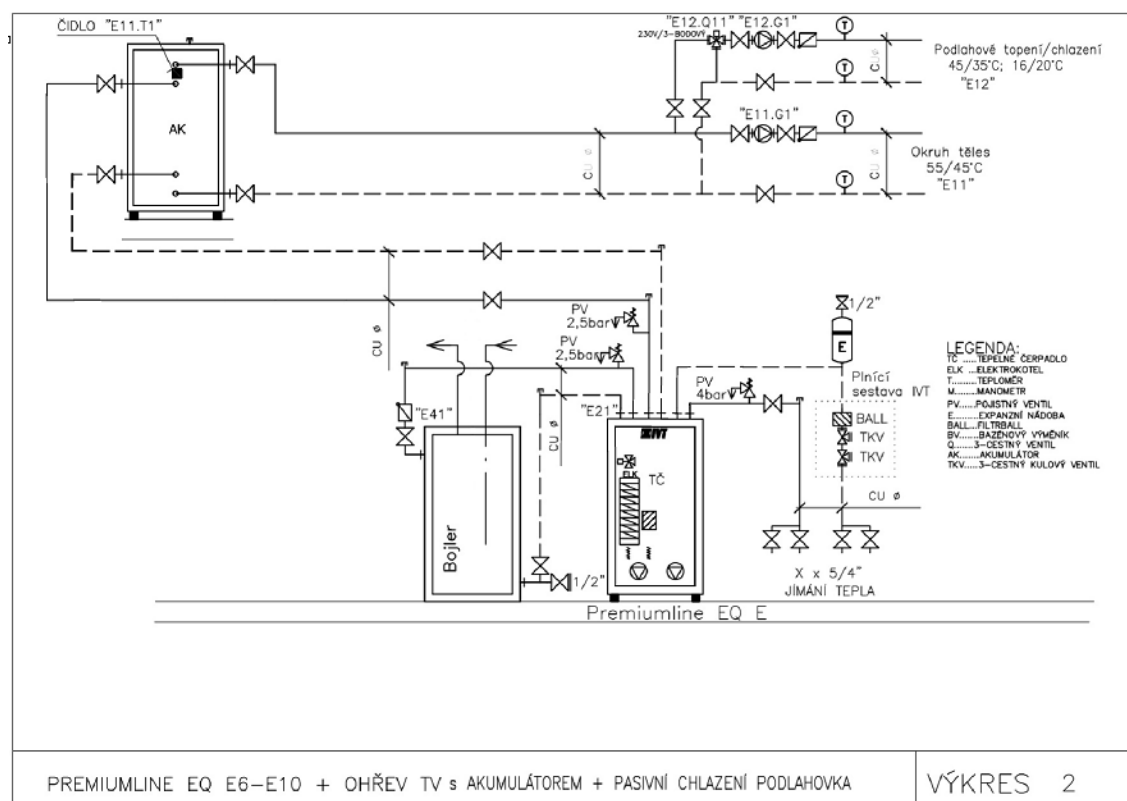 ČIDLO "E11.T1"
AK
"E12.Q11" "E12.G1"
230V/3-BODOVÝ
T
T
CU Ø
Podlahové topení/chlazení
45/35°C; 16/20°C
"E12"
"E11.G1"
T
T
CU Ø
CU Ø
Okruh těles
55/45°C
"E11"
CU Ø
PV
2,5bar
PV
2,5bar
CU Ø
"E41"
"E21"
PV
4bar
1/2"
E
Plnící
sestava IVT
BALL
TKV
TKV
CU Ø
LEGENDA:
TČ ....TEPELNÉ ČERPADLO
ELK ...ELEKTROKOTEL
T.......TEPLOMĚR
M.......MANOMETR
PV.....POJISTNÝ VENTIL
E.......EXPANZNÍ NÁDOBA
BALL...FILTRBALL
BV......BAZÉNOVÝ VÝMĚNÍK
Q.......3-CESTNÝ VENTIL
AK......AKUMULÁTOR
TKV....3-CESTNÝ KULOVÝ VENTIL
IVT
ELK
TČ
Bojler
1/2"
X x 5/4"
JÍMÁNÍ TEPLA
Premiumline EQ E
PREMIUMLINE EQ E6-E10 + OHŘEV TV s AKUMULÁTOREM + PASIVNÍ CHLAZENÍ PODLAHOVKA
VÝKRES 2